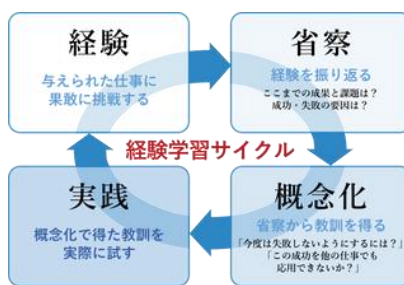 経験
与えられた仕事に
果敢に挑戦する
省察
経験を振り返る
ここまでの成果と課題は?
成功・失敗の要因は?
経験学習サイクル
実践
概念化で得た教訓を
実際に試す
概念化
省察から教訓を得る
「今度は失敗しないようにするには?」
「この成功を他の仕事でも
応用できないか?」